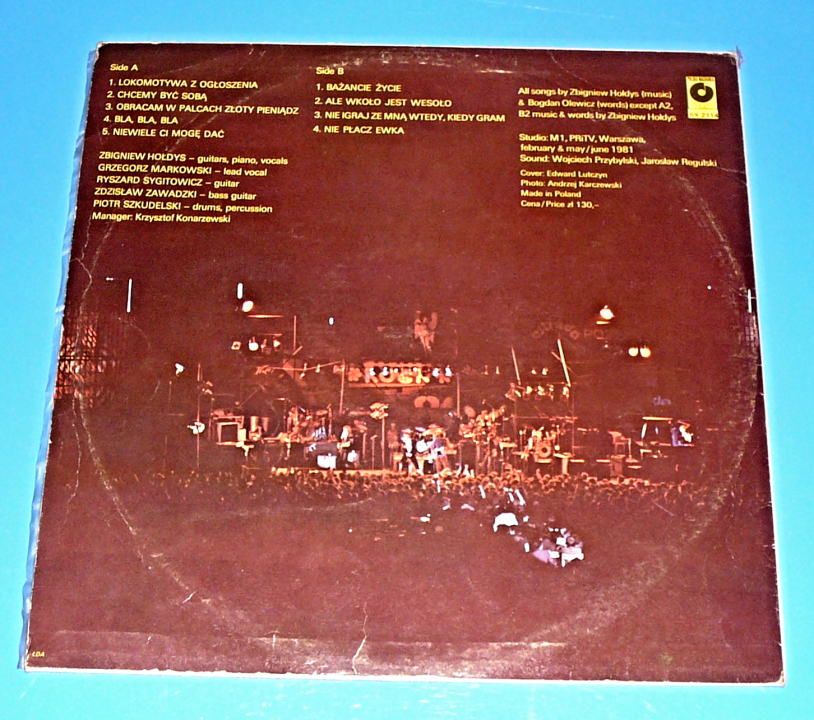 Side A
1. LOKOMOTYWA Z OGŁOSZENIA
2. CHCEMY BYĆ SOBĄ
3. OBRACAM W PALCACH ZŁOTY PIENIĄDZ
4. BLA, BLA, BLA
5. NIEWIELE CI MOGĘ DAĆ
ZBIGNIEW HOŁDYS – guitars, piano, vocals
GRZEGORZ MARKOWSKI – lead vocal
RYSZARD SYGITOWICZ – guitar
ZDZISŁAW ZAWADZKI – bass guitar
PIOTR SZKUDELSKI – drums, percussion
Manager: Krzysztof Konarzewski
Side B
1. BAŻANCIE ŻYCIE
2. ALE WKOŁO JEST WESOŁO
3. NIE IGRAJ ZE MNĄ WTEDY, KIEDY GRAM
4. NIE PŁACZ EWKA
All songs by Zbigniew Hołdys (music)
& Bogdan Olewicz (words) except A2,
B2 music & words by Zbigniew Hołdys
Studio: M1, PRiTV, Warszawa,
february & may/june 1981
Sound: Wojciech Przybylski, Jarosław Regulski
Cover: Edward Lutczyn
Photo: Andrzej Karczewski
Made in Poland
Cena/Price zł 130,–
ROCK
LDA